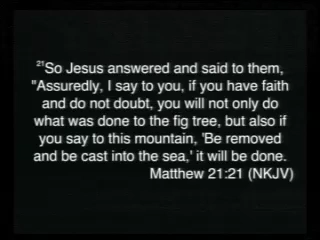 ²¹So Jesus answered and said to them,
"Assuredly, I say to you, if you have faith
and do not doubt, you will not only do
what was done to the fig tree, but also if
you say to this mountain, 'Be removed
and be cast into the sea,' it will be done.
Matthew 21:21 (NKJV)